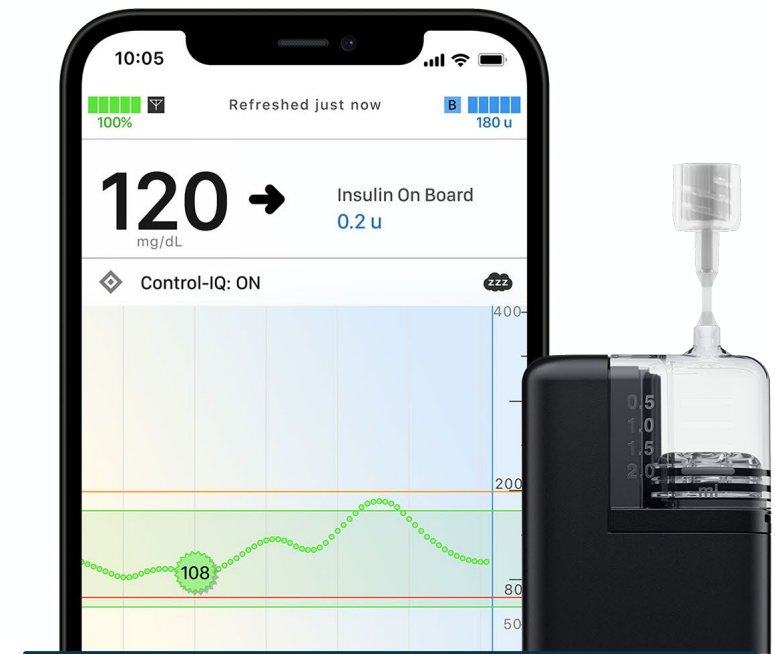 10:05
Refreshed just now
B
100%
180 u
120
mg/dL
Insulin On Board
0.2 u
Control-IQ: ON
zzz
400
200
108
80
50
0.5
1.0
1.5
2.0
ml